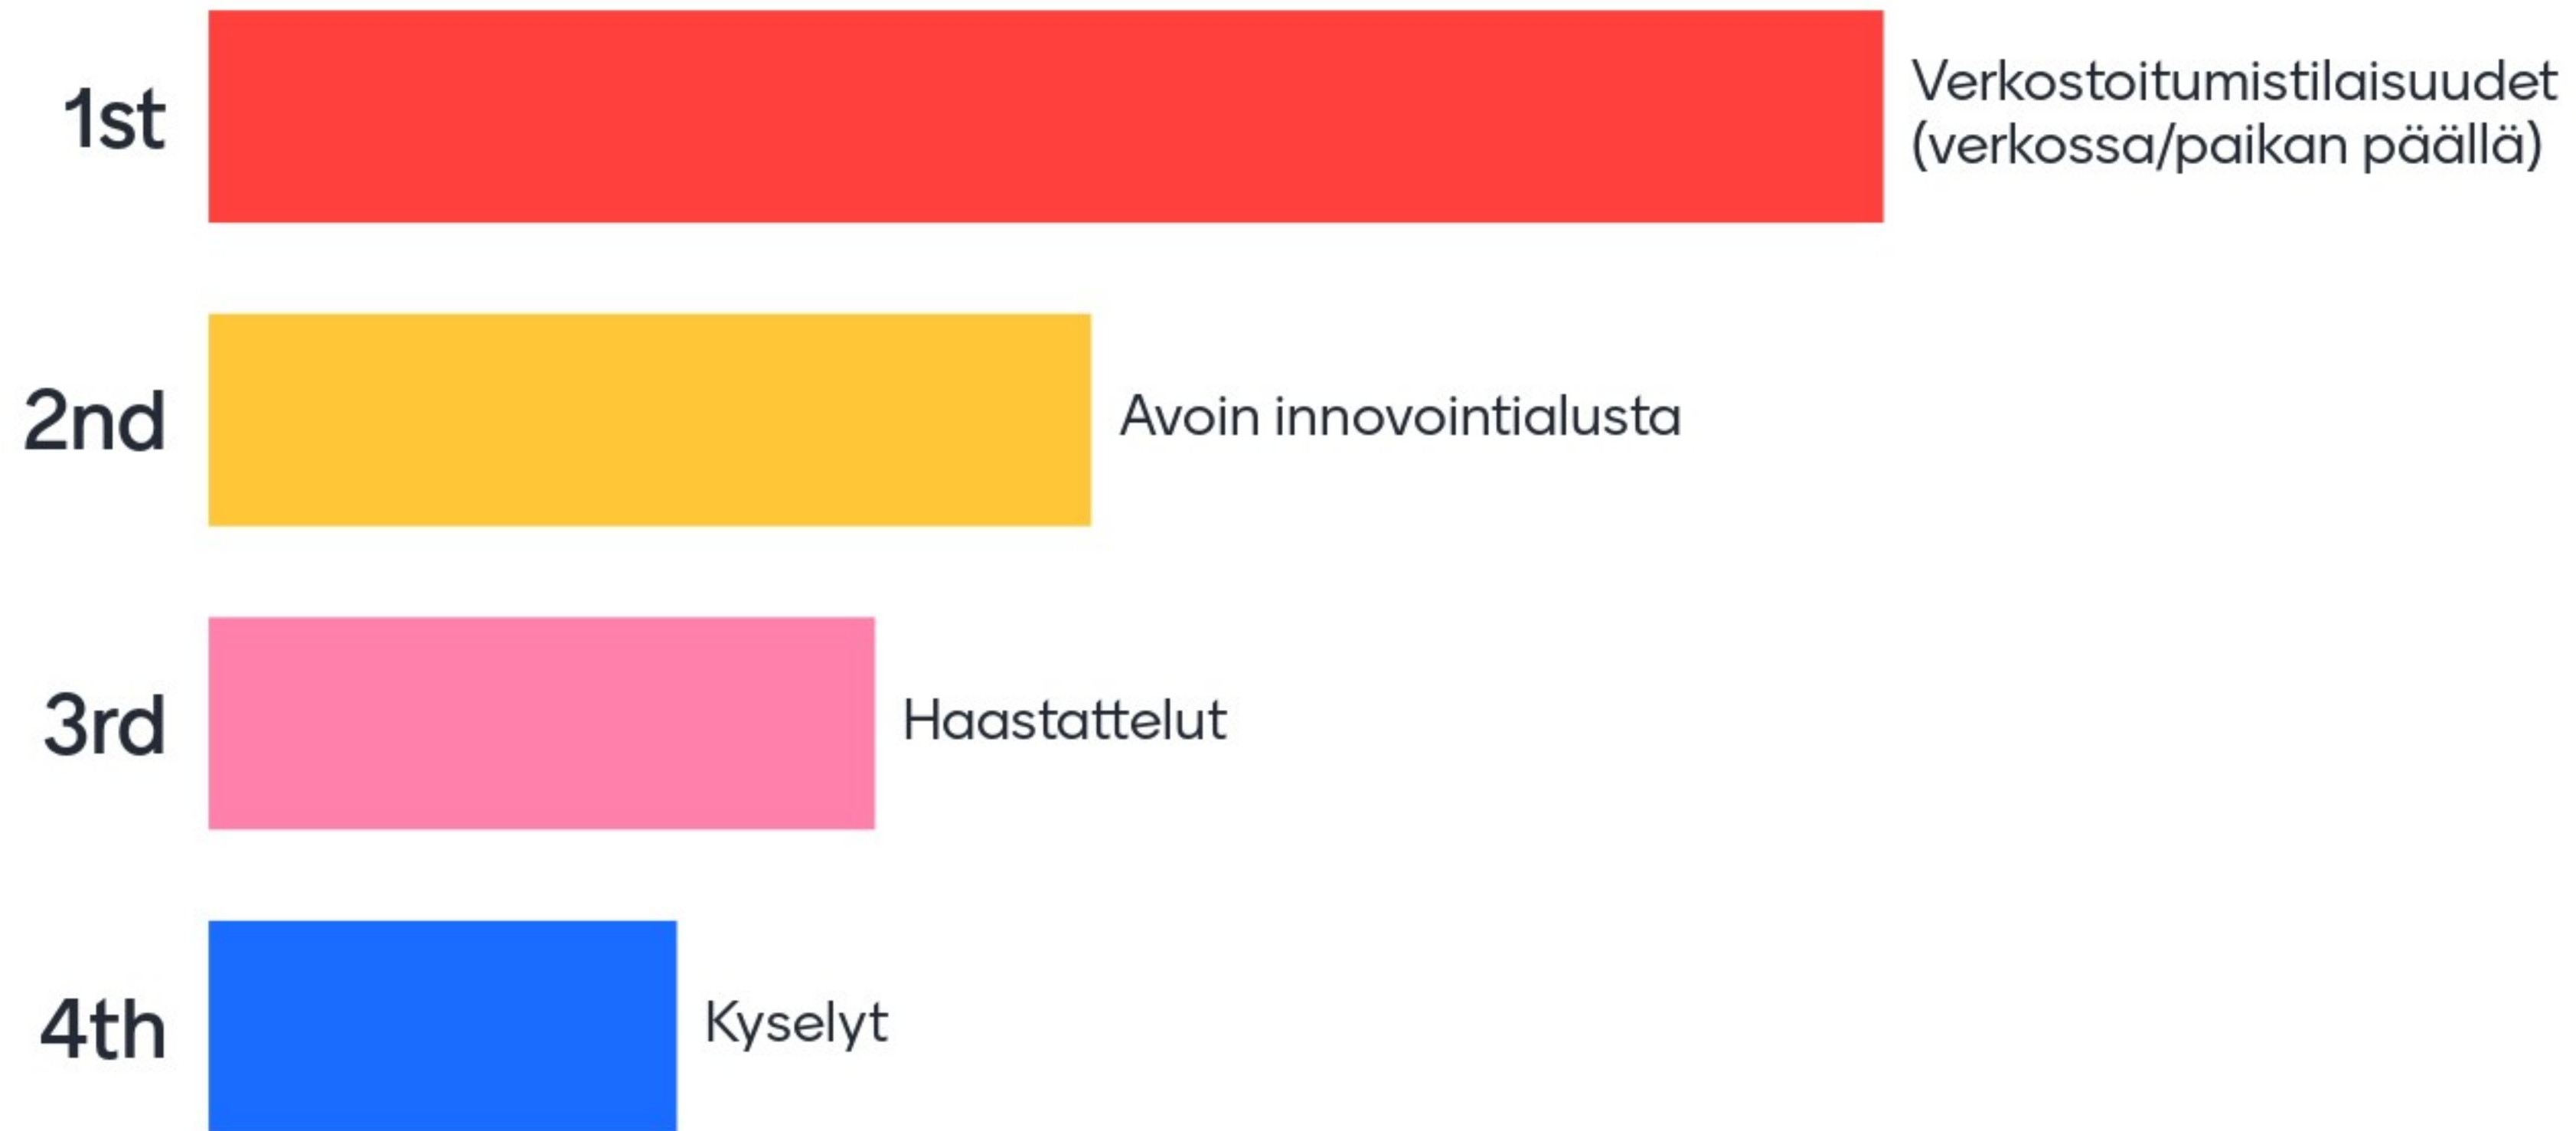 1st
Verkostoitumistilaisuudet
(verkossa/paikan päällä)
2nd
Avoin innovointialusta
3rd
Haastattelut
4th
Kyselyt